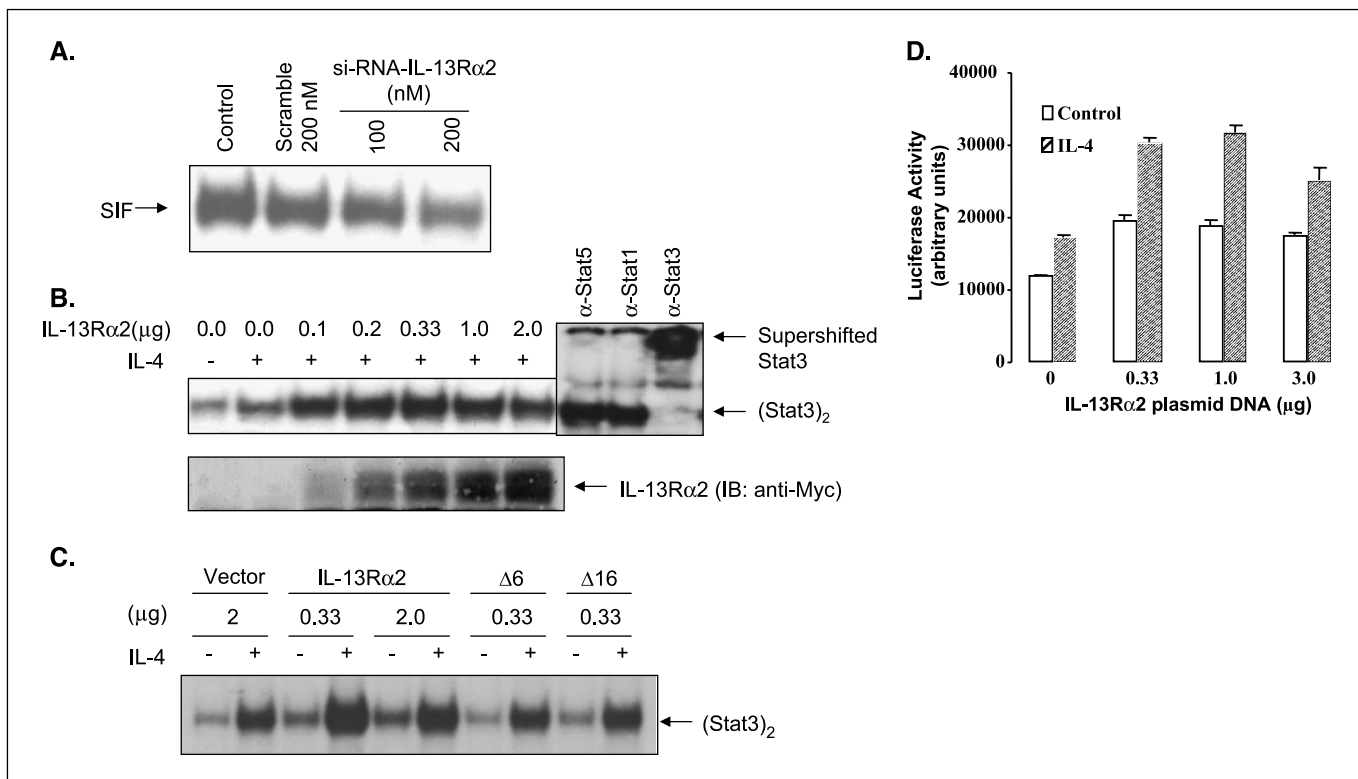 A.
Control
Scramble
200 nM
si-RNA-IL-13Rα2
(nM)
100
200
SIF
B.
IL-13Rα2(µg)
0.0 0.0 0.1 0.2 0.33 1.0 2.0
IL-4
- + + + + + +
α-Stat5
α-Stat1
α-Stat3
Supershifted
Stat3
(Stat3)2
IL-13Rα2 (IB: anti-Myc)
C.
Vector IL-13Rα2 Δ6 Δ16
(µg) 2 0.33 2.0 0.33 0.33
IL-4 - + - + - + - + - +
(Stat3)2
D.
Luciferase Activity
(arbitrary units)
40000
30000
20000
10000
0
Control
IL-4
0 0.33 1.0 3.0
IL-13Rα2 plasmid DNA (µg)